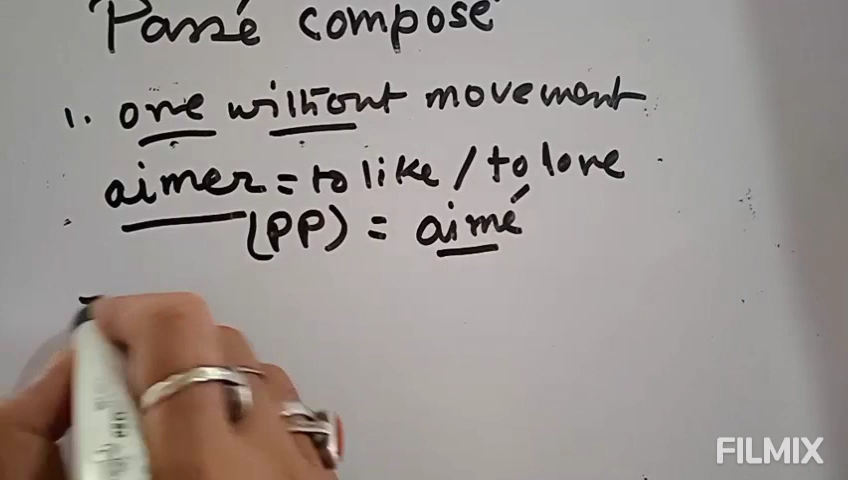 Passé composé
1. one without movement
aimer = to like / to love
(PP) = aimé
FILMIX